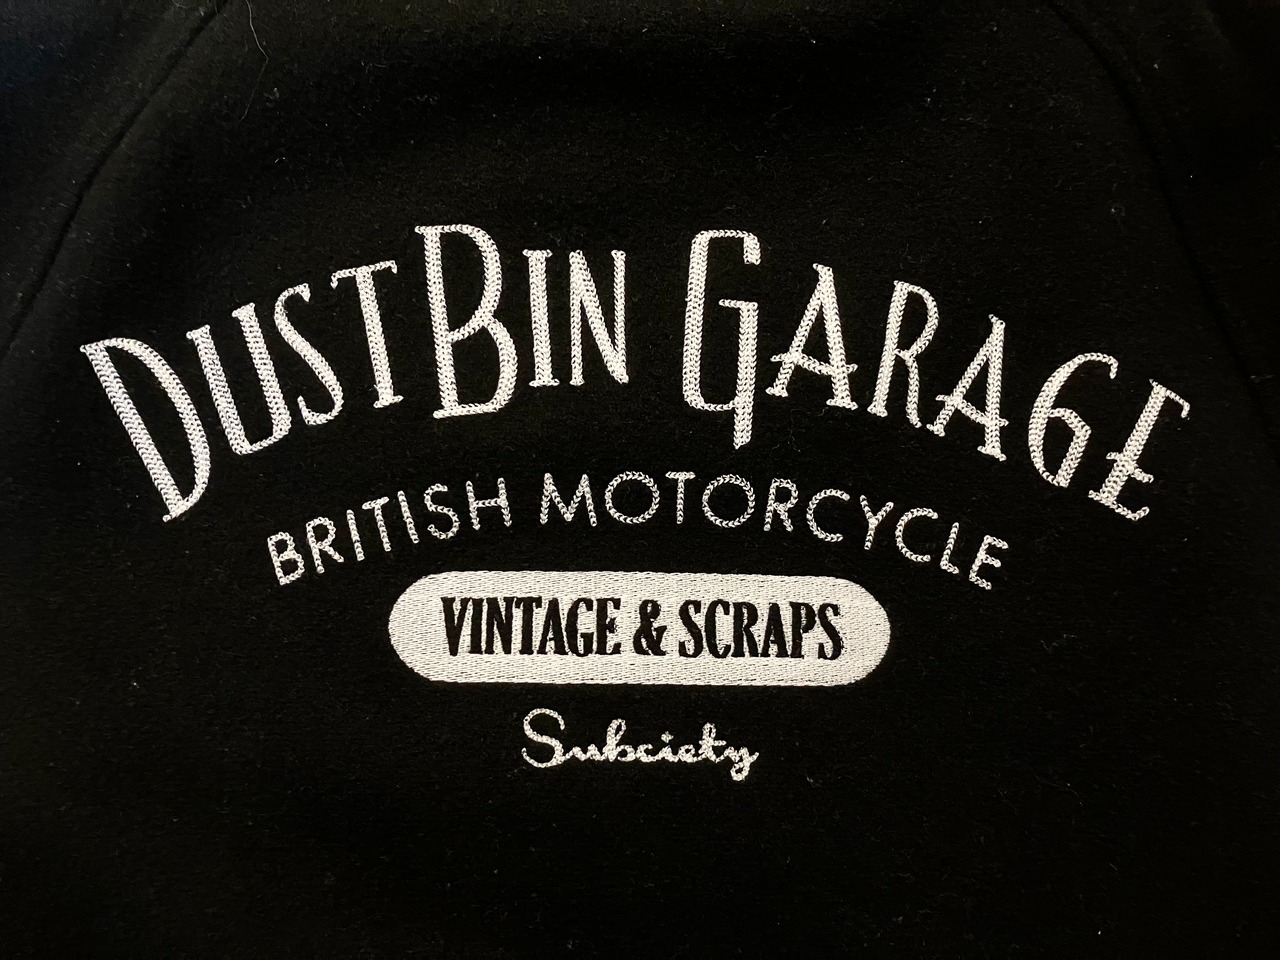 DUSTBIN GARAGE
BRITISH MOTORCYCLE
VINTAGE & SCRAPS
Subciety